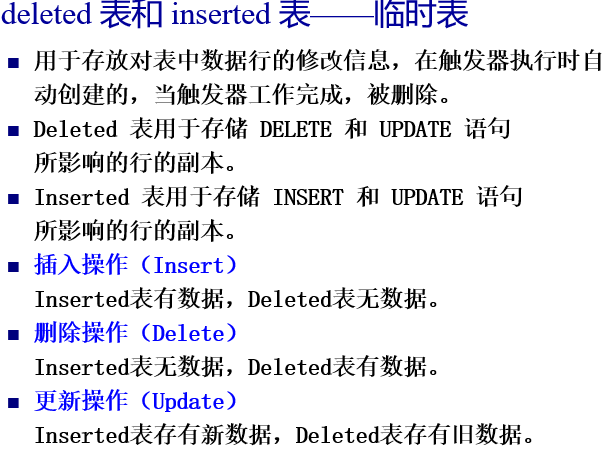 deleted 表和 inserted 表——临时表
用于存放对表中数据行的修改信息，在触发器执行时自
动创建的，当触发器工作完成，被删除。
Deleted 表用于存储 DELETE 和 UPDATE 语句
所影响的行的副本。
Inserted 表用于存储 INSERT 和 UPDATE 语句
所影响的行的副本。
插入操作（Insert）
Inserted表有数据，Deleted表无数据。
删除操作（Delete）
Inserted表无数据，Deleted表有数据。
更新操作（Update）
Inserted表存有新数据，Deleted表存有旧数据。